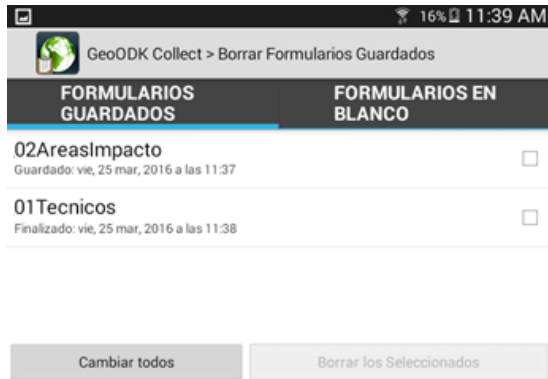 16% 11:39 AM
GeoODK Collect > Borrar Formularios Guardados
FORMULARIOS GUARDADOS
FORMULARIOS EN BLANCO
02AreasImpacto
Guardado: vie, 25 mar, 2016 a las 11:37
01Tecnicos
Finalizado: vie, 25 mar, 2016 a las 11:38
Cambiar todos
Borrar los Seleccionados